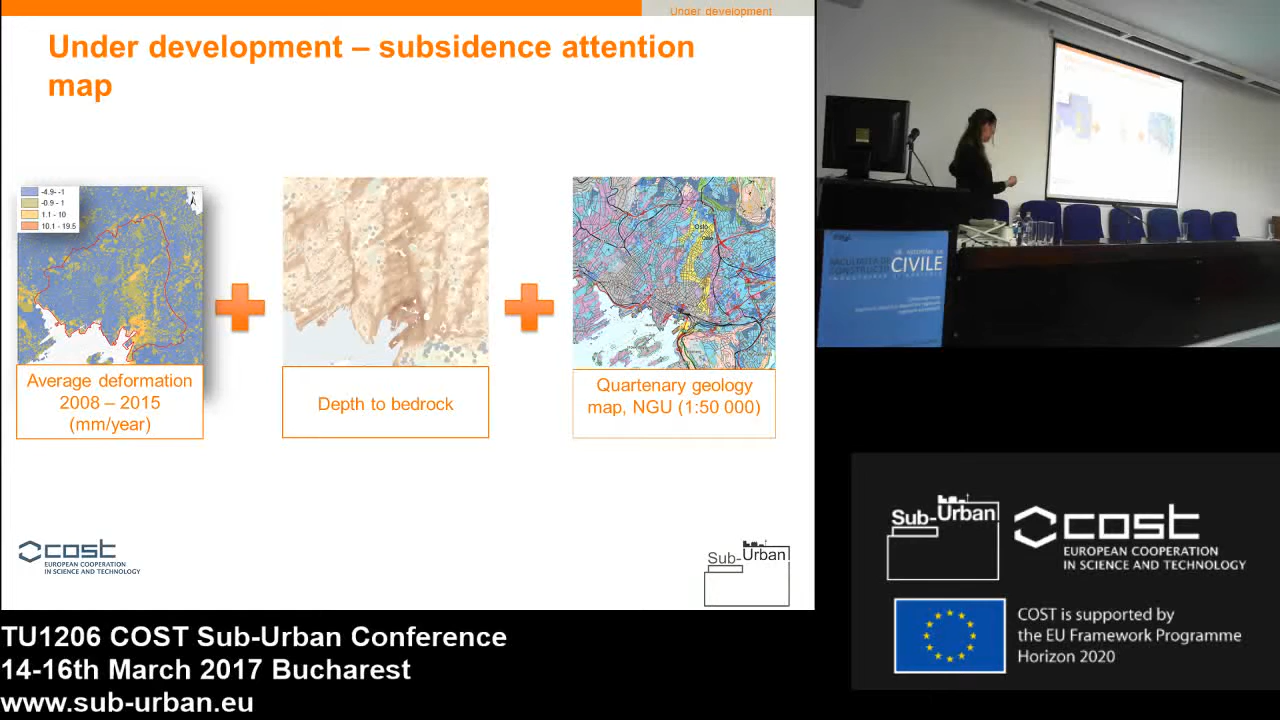 Under development
Under development – subsidence attention
map
-4.9- -1
-0.9 - 1
1.1 - 10
10.1 - 19.5
Oslo
Average deformation
2008 – 2015
(mm/year)
Depth to bedrock
Quartenary geology
map, NGU (1:50 000)
cost
EUROPEAN COOPERATION
IN SCIENCE AND TECHNOLOGY
Sub-Urban
CIVILE
Sub-Urban
cost
EUROPEAN COOPERATION
IN SCIENCE AND TECHNOLOGY
COST is supported by
the EU Framework Programme
Horizon 2020
TU1206 COST Sub-Urban Conference
14-16th March 2017 Bucharest
www.sub-urban.eu